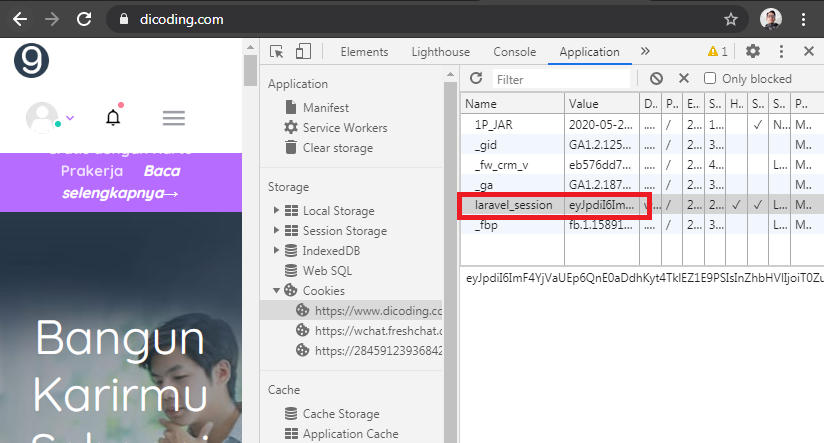 dicoding.com
Elements Lighthouse Console Application » 1
Application
Manifest
Service Workers
Clear storage
Storage
Local Storage
Session Storage
IndexedDB
Web SQL
Cookies
https://www.dicoding.co
https://wchat.freshchat.c
https://28459123936842
Cache
Cache Storage
Application Cache
Filter Only blocked
Name Value D... P... E... S... H... S... S... P...
1P_JAR 2020-05-2... .... / 2... 1... ✓ N... M...
_gid GA1.2.125... .... / 2... 3... M...
_fw_crm_v eb576dd7... .... / 2... 4... L... M...
_ga GA1.2.187... .... / 2... 3... M...
laravel_session eyJpdiI6Im... / 2... 2... ✓ ✓ L... M...
_fbp fb.1.15891... .... / 2... 3... L... M...
Prakerja Baca
selengkapnya→
Bangun
Karirmu